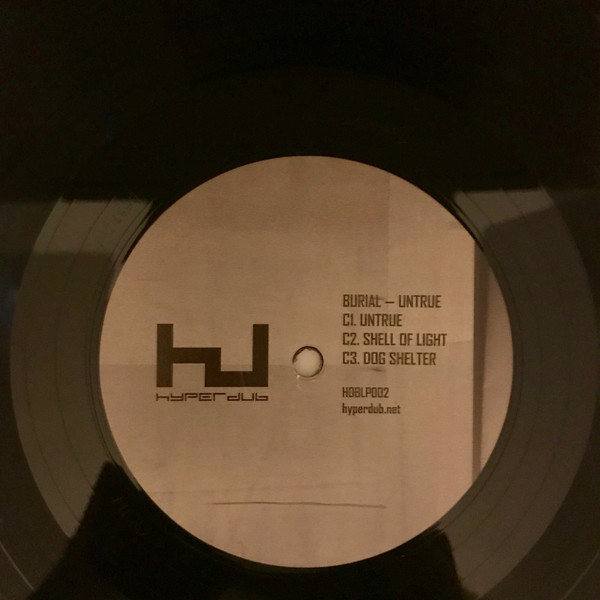 hyperdub
BURIAL – UNTRUE
C1. UNTRUE
C2. SHELL OF LIGHT
C3. DOG SHELTER
HDBLP002
hyperdub.net